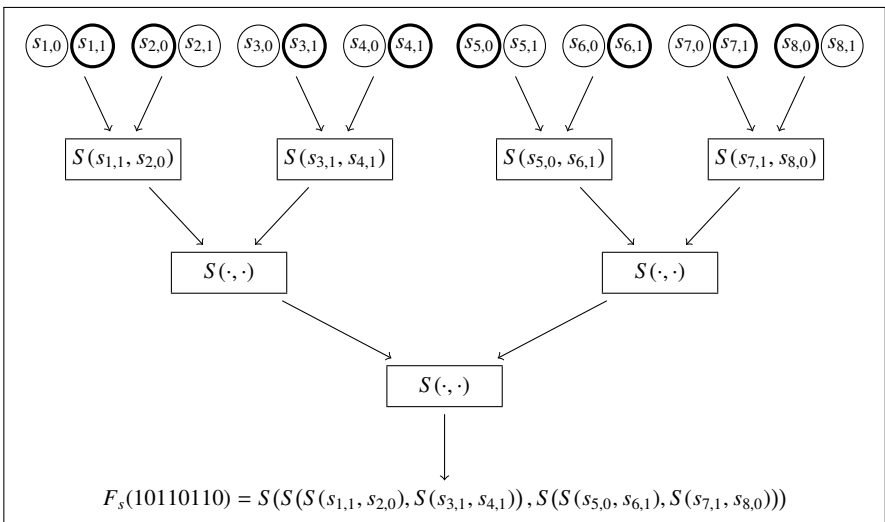 s1,0 s1,1 s2,0 s2,1 s3,0 s3,1 s4,0 s4,1 s5,0 s5,1 s6,0 s6,1 s7,0 s7,1 s8,0 s8,1
S(s1,1, s2,0) S(s3,1, s4,1) S(s5,0, s6,1) S(s7,1, s8,0)
S(·,·) S(·,·)
S(·,·)
Fs(10110110) = S(S(S(s1,1, s2,0), S(s3,1, s4,1)), S(S(s5,0, s6,1), S(s7,1, s8,0)))